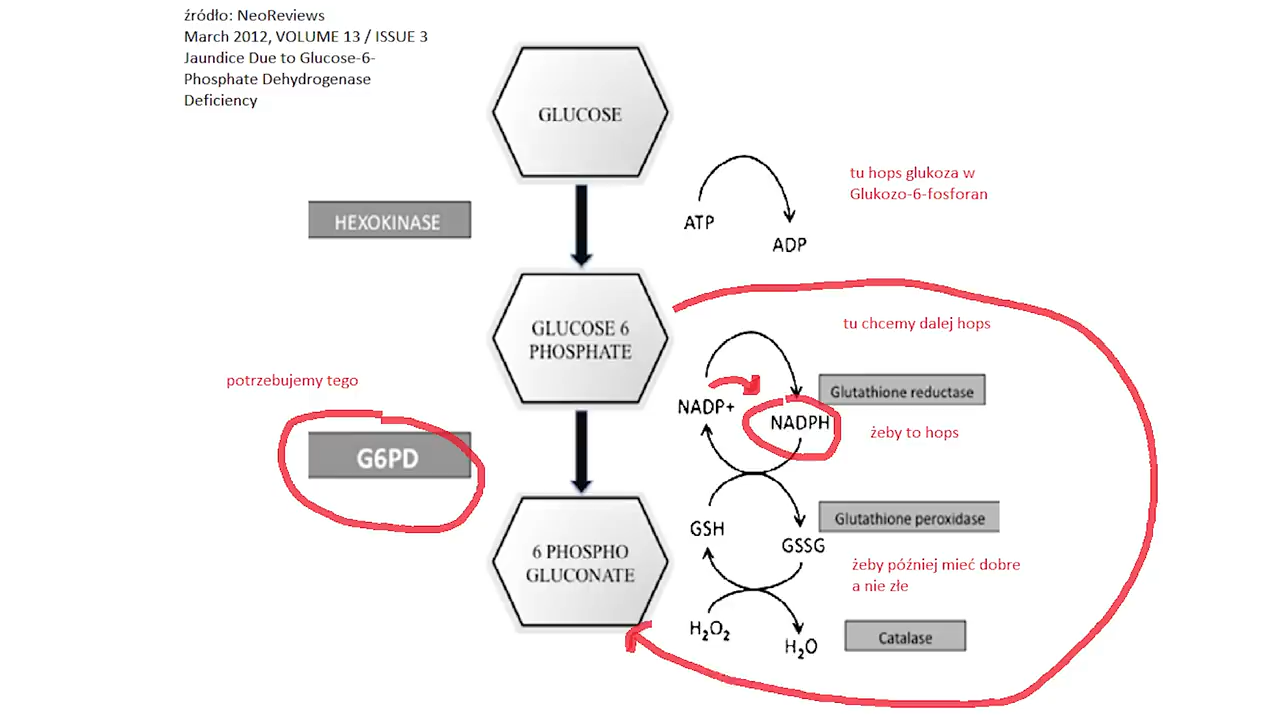 źródło: NeoReviews
March 2012, VOLUME 13 / ISSUE 3
Jaundice Due to Glucose-6-
Phosphate Dehydrogenase
Deficiency
GLUCOSE
HEXOKINASE
ATP
ADP
tu hops glukoza w
Glukozo-6-fosforan
GLUCOSE 6
PHOSPHATE
tu chcemy dalej hops
potrzebujemy tego
G6PD
NADP+
NADPH
Glutathione reductase
żeby to hops
6 PHOSPHO
GLUCONATE
GSH
GSSG
Glutathione peroxidase
żeby później mieć dobre
a nie złe
H₂O₂
H₂O
Catalase